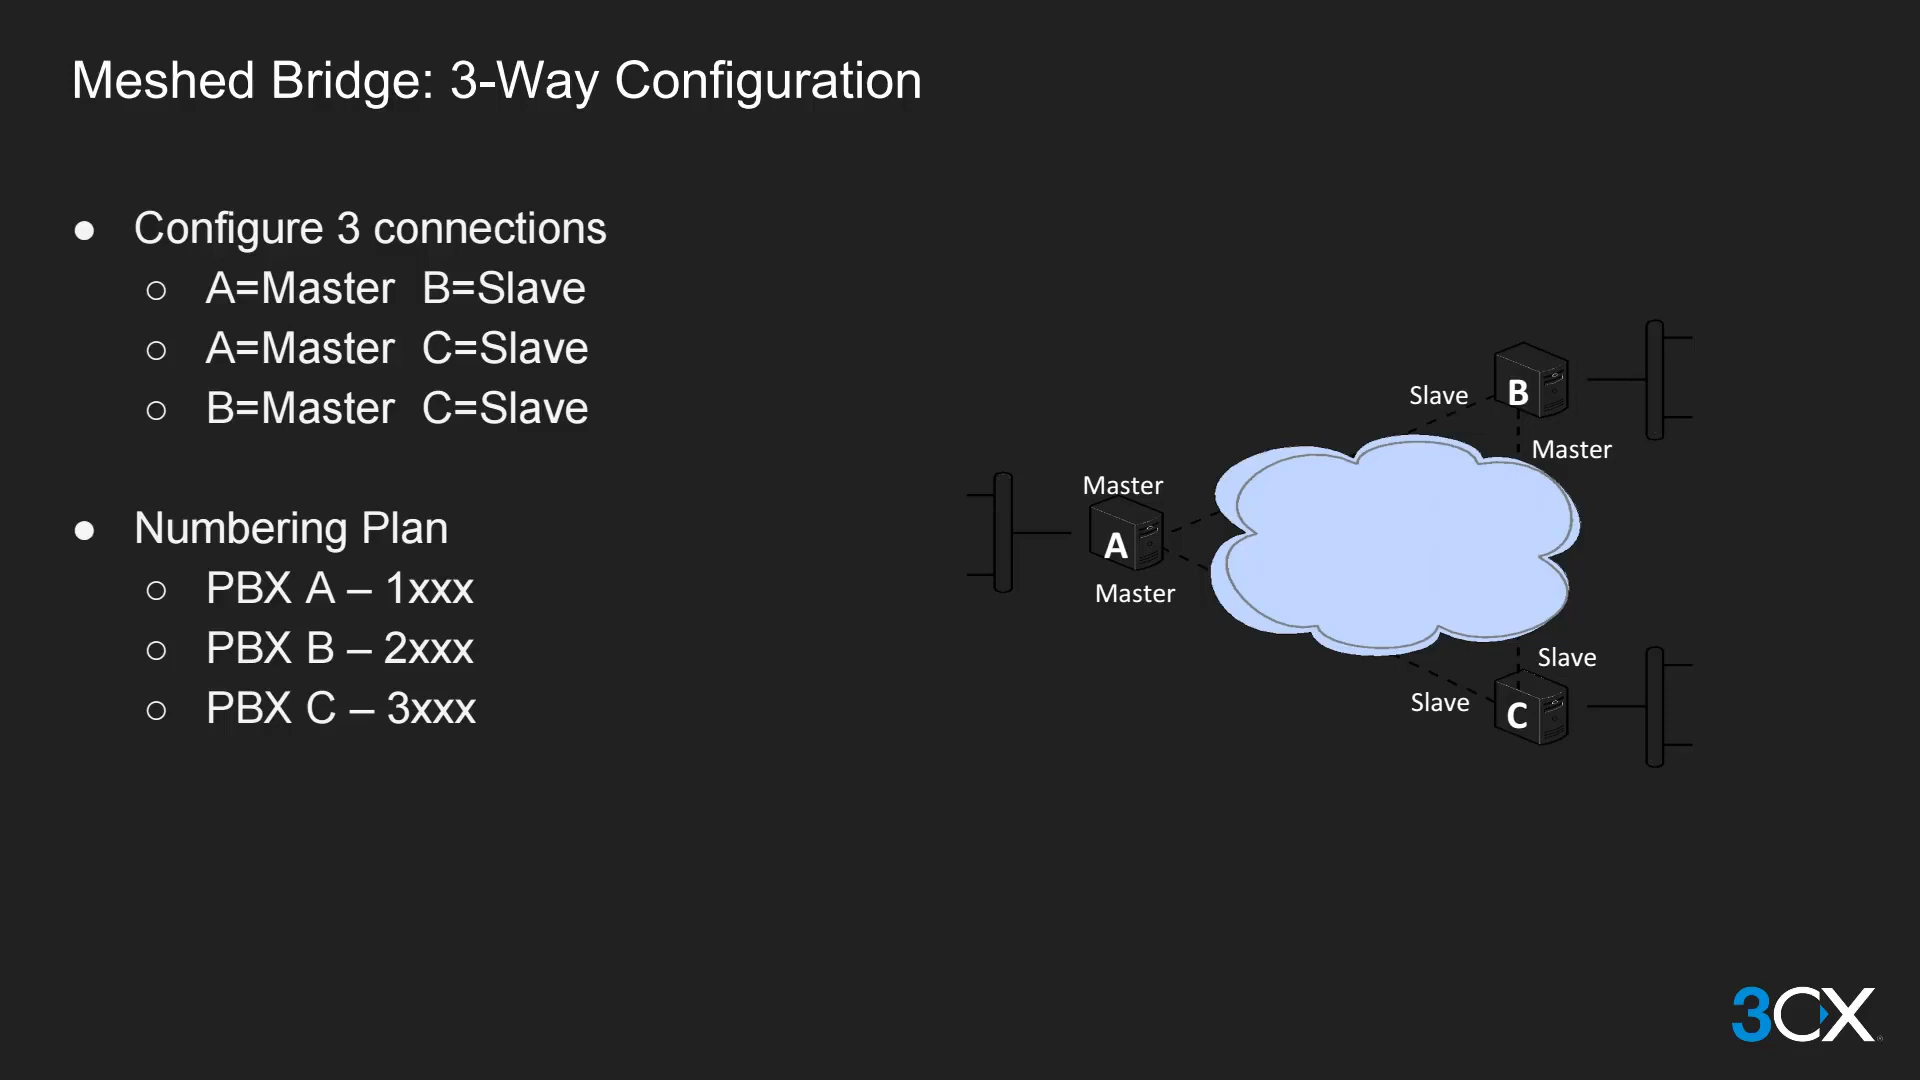 Meshed Bridge: 3-Way Configuration
● Configure 3 connections
○ A=Master B=Slave
○ A=Master C=Slave
○ B=Master C=Slave
● Numbering Plan
○ PBX A – 1xxx
○ PBX B – 2xxx
○ PBX C – 3xxx
Slave
B
Master
Master
A
Master
Slave
Slave
C
3CX